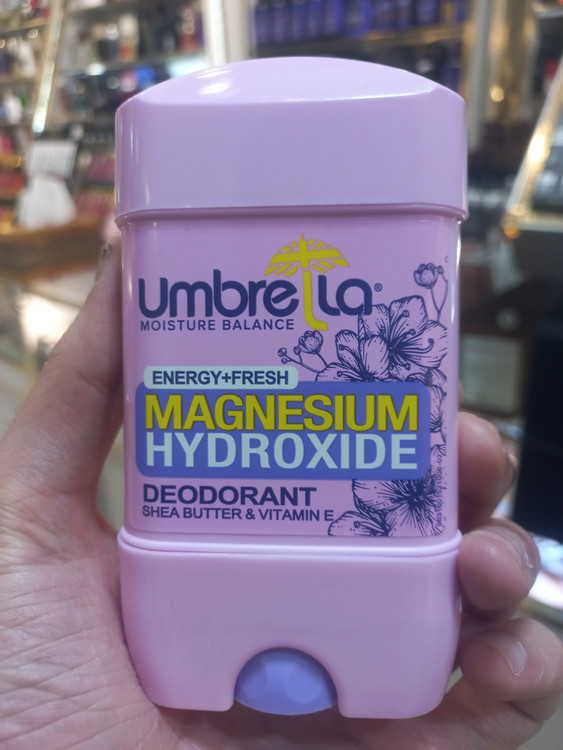 Umbrella®
MOISTURE BALANCE
ENERGY+FRESH
MAGNESIUM
HYDROXIDE
DEODORANT
SHEA BUTTER & VITAMIN E